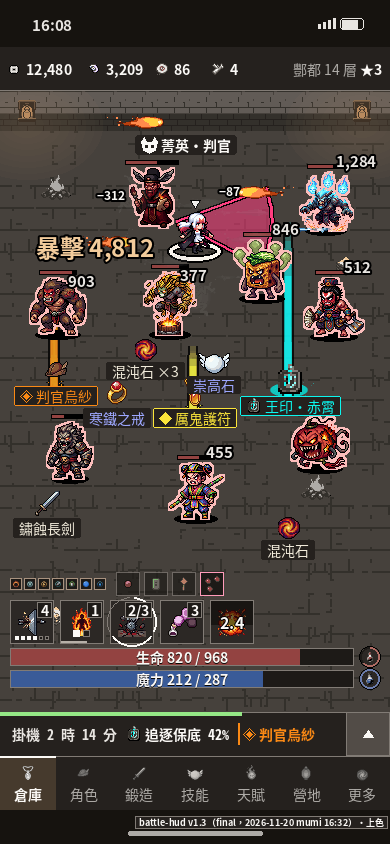 16:08
12,480 3,209 86 4 酆都 14 層 ★3
菁英・判官
1,284
−312
−87
846
暴擊 4,812
903
377
512
混沌石 ×3
崇高石
判官烏紗
王印・赤霄
寒鐵之戒
厲鬼護符
455
鏽蝕長劍
混沌石
4 1 2/3 3 2.4
生命 820 / 968
魔力 212 / 287
掛機 2 時 14 分 追逐保底 42% 判官烏紗
倉庫 角色 鍛造 技能 天賦 營地 更多
battle-hud v1.3（final，2026-11-20 mumi 16:32）・上色